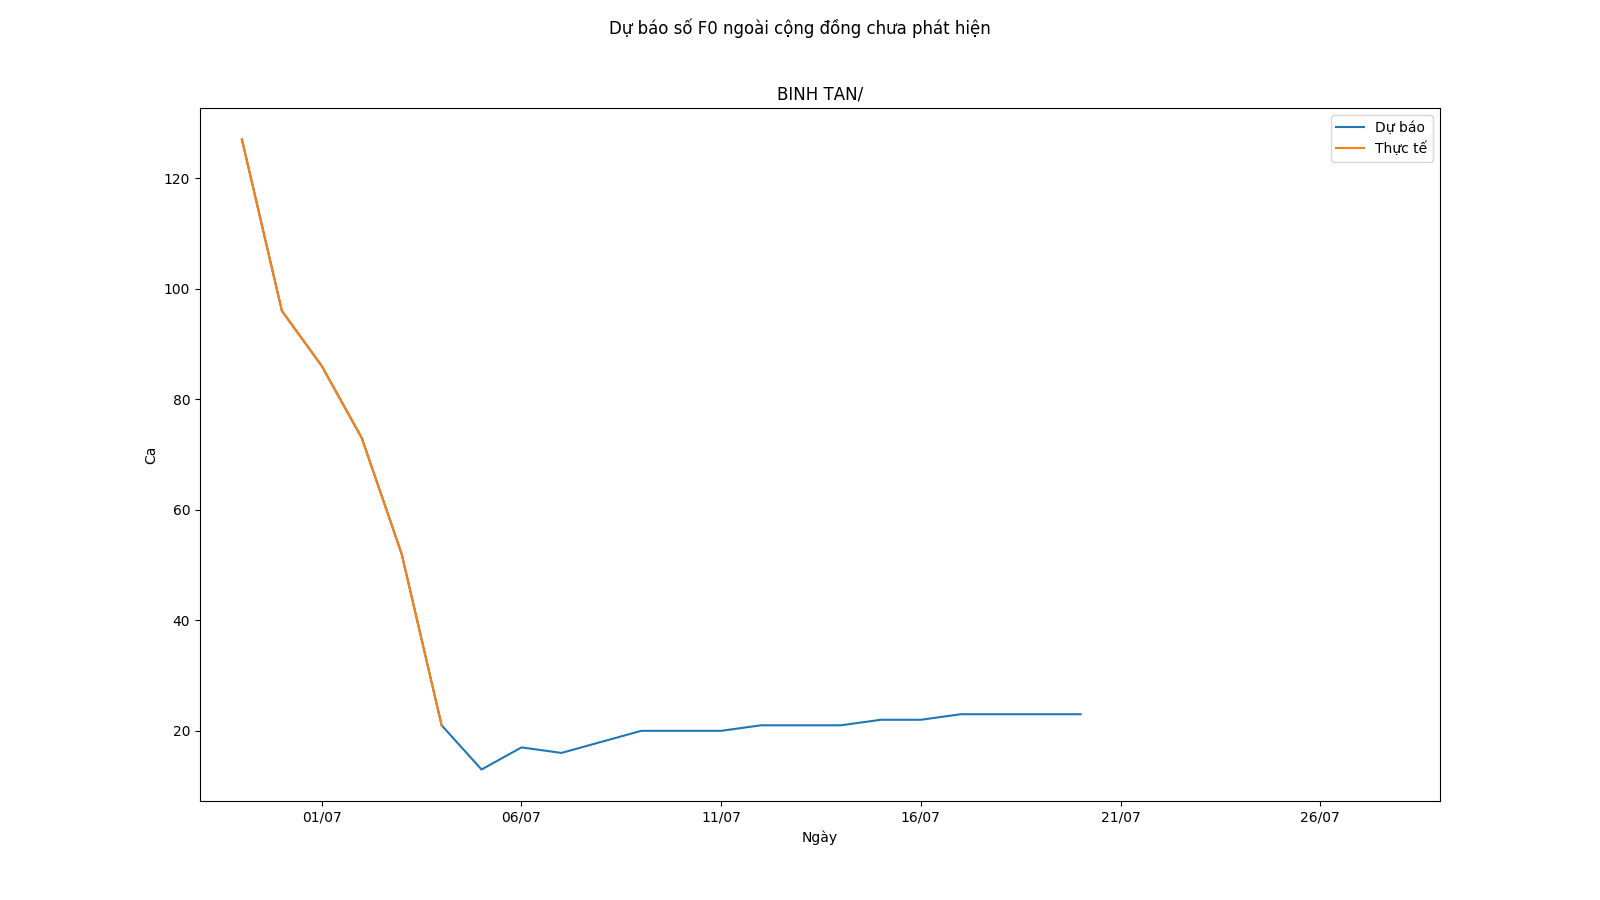 Dự báo số F0 ngoài cộng đồng chưa phát hiện
BINH TAN/
Dự báo
Thực tế
120
100
80
60
40
20
Ca
01/07
06/07
11/07
16/07
21/07
26/07
Ngày